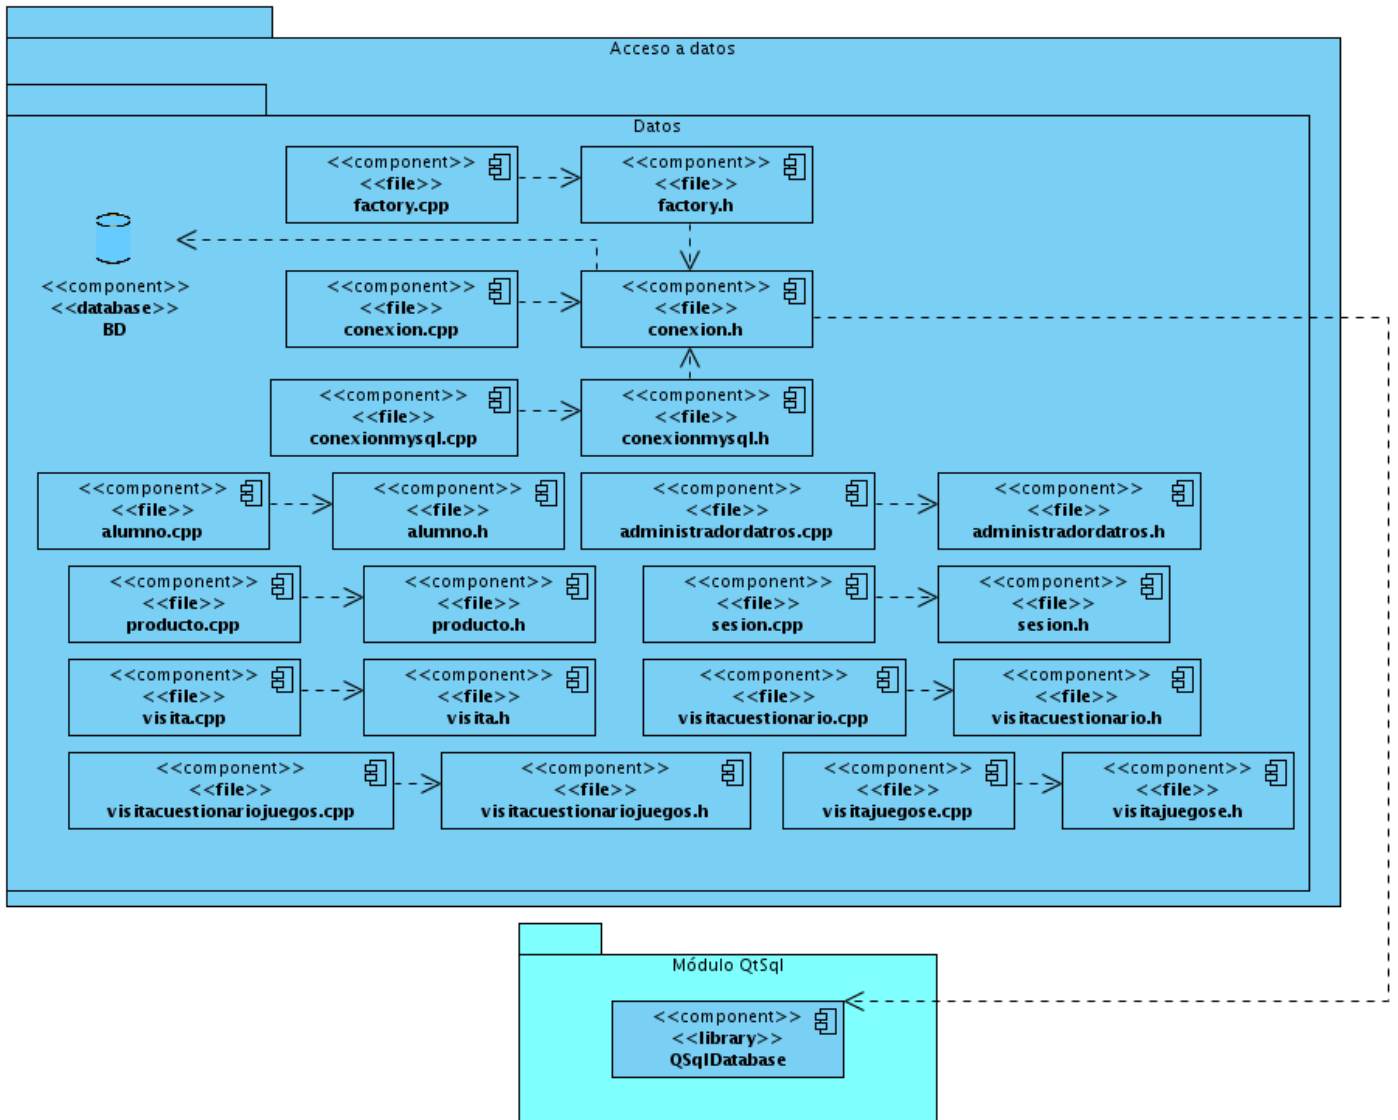 Acceso a datos
Datos
<<component>>
<<file>>
factory.cpp
<<component>>
<<file>>
factory.h
<<component>>
<<database>>
BD
<<component>>
<<file>>
conexion.cpp
<<component>>
<<file>>
conexion.h
<<component>>
<<file>>
conexionmysql.cpp
<<component>>
<<file>>
conexionmysql.h
<<component>>
<<file>>
alumno.cpp
<<component>>
<<file>>
alumno.h
<<component>>
<<file>>
administradordatros.cpp
<<component>>
<<file>>
administradordatros.h
<<component>>
<<file>>
producto.cpp
<<component>>
<<file>>
producto.h
<<component>>
<<file>>
sesion.cpp
<<component>>
<<file>>
sesion.h
<<component>>
<<file>>
visita.cpp
<<component>>
<<file>>
visita.h
<<component>>
<<file>>
visitacuestionario.cpp
<<component>>
<<file>>
visitacuestionario.h
<<component>>
<<file>>
visitacuestionariojuegos.cpp
<<component>>
<<file>>
visitacuestionariojuegos.h
<<component>>
<<file>>
visitajuegose.cpp
<<component>>
<<file>>
visitajuegose.h
Módulo QtSql
<<component>>
<<library>>
QSqlDatabase